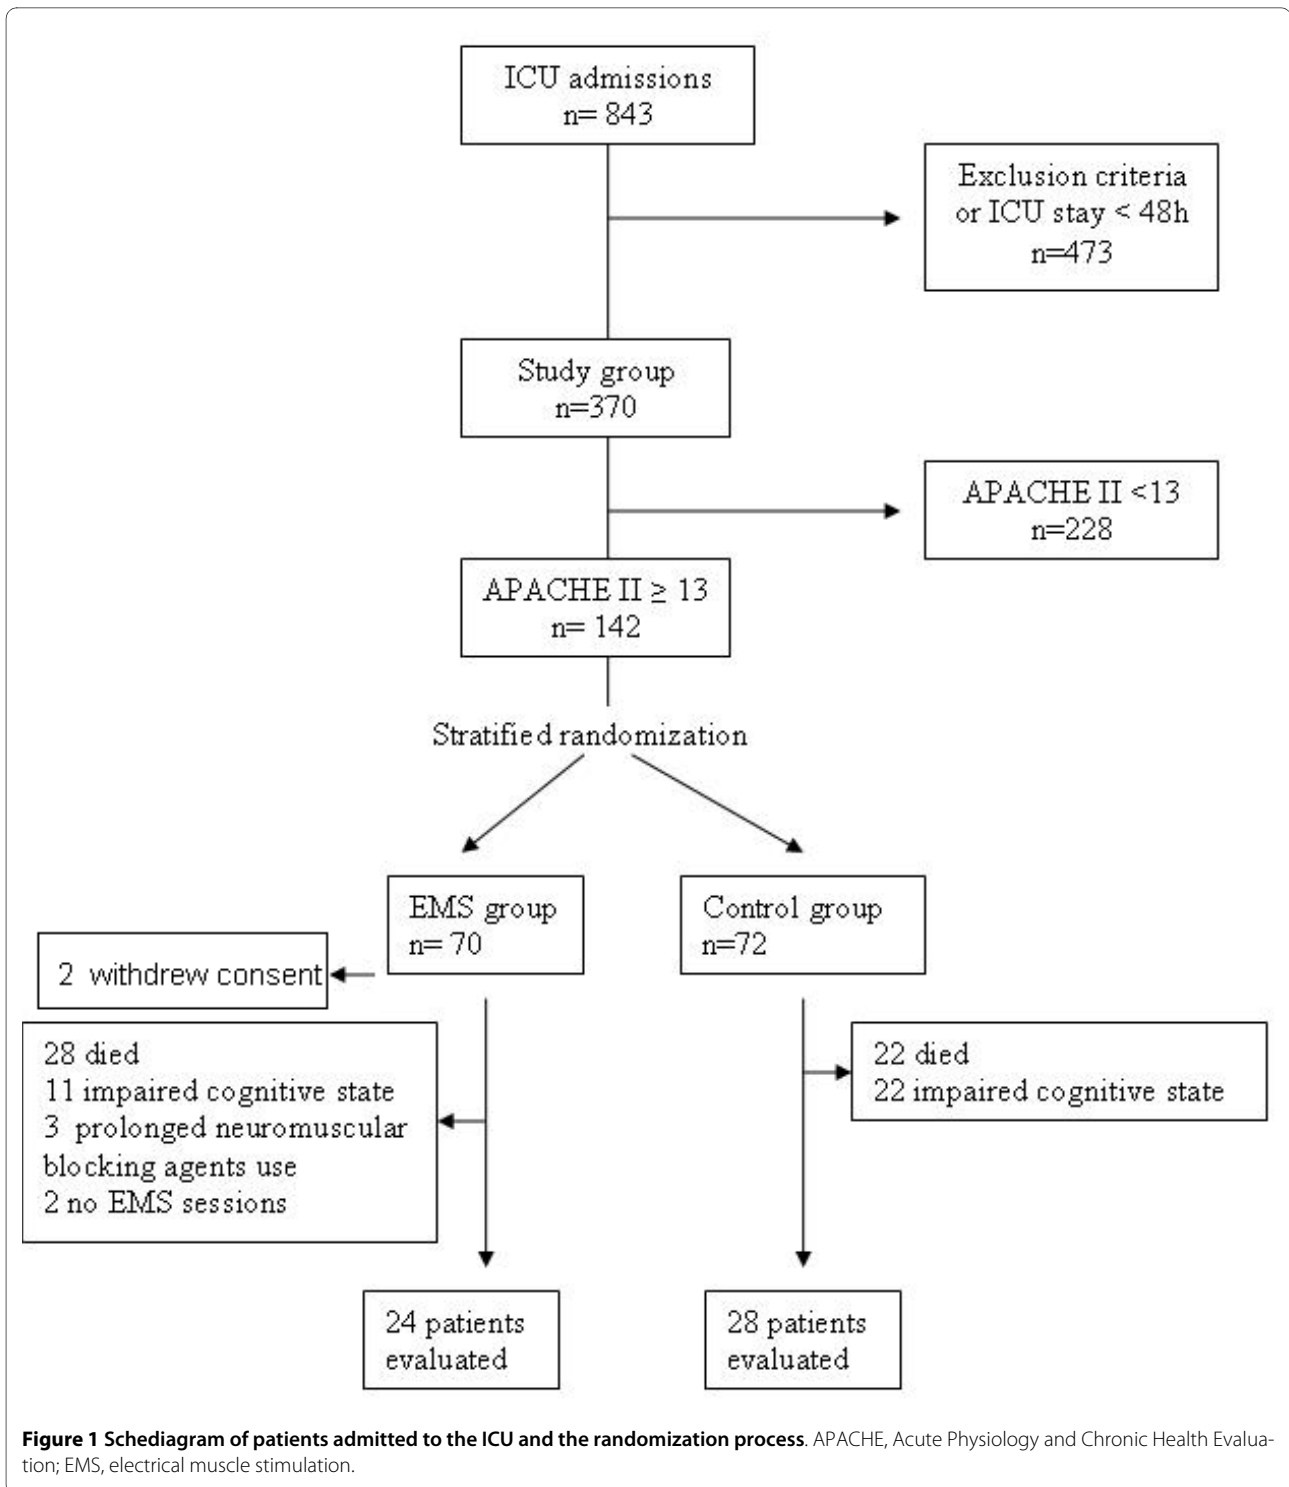 ICU admissions
n= 843
Exclusion criteria
or ICU stay < 48h
n=473
Study group
n=370
APACHE II <13
n=228
APACHE II ≥ 13
n= 142
Stratified randomization
EMS group
n= 70
Control group
n=72
2 withdrew consent
28 died
11 impaired cognitive state
3 prolonged neuromuscular
blocking agents use
2 no EMS sessions
22 died
22 impaired cognitive state
24 patients
evaluated
28 patients
evaluated
Figure 1 Schediagram of patients admitted to the ICU and the randomization process. APACHE, Acute Physiology and Chronic Health Evalua-
tion; EMS, electrical muscle stimulation.